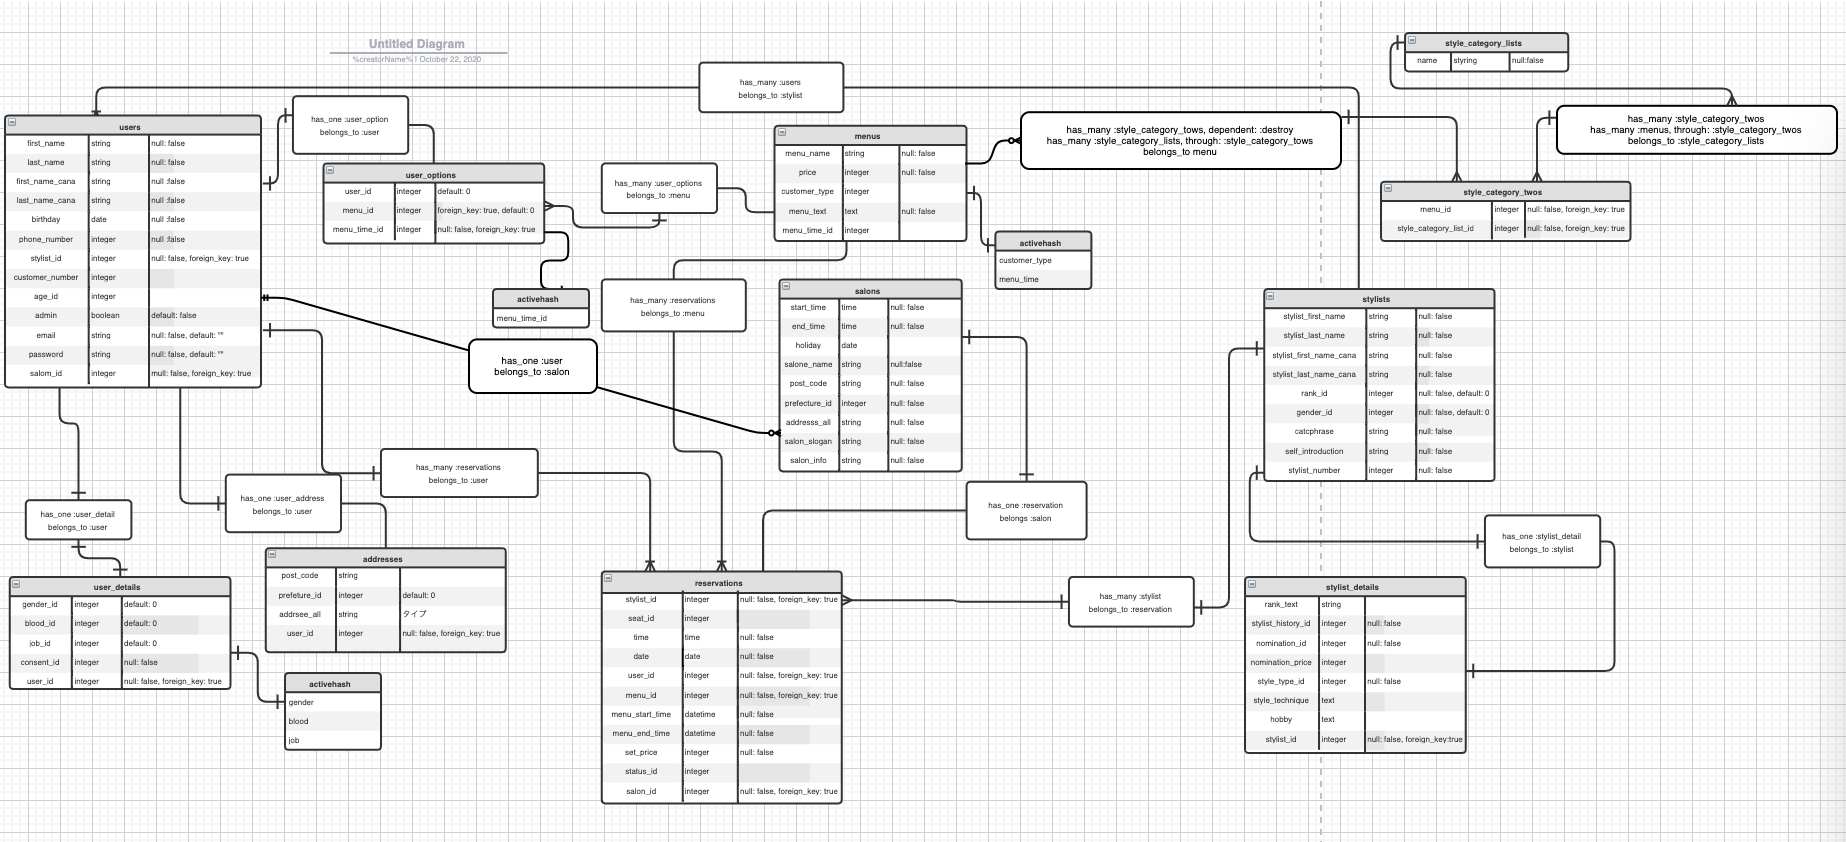 Untitled Diagram
%creatorName% | October 22, 2020
has_many :users
belongs_to :stylist
style_category_lists
name styring null:false
has_many :style_category_twos
has_many :menus, through: :style_category_twos
belongs_to :style_category_lists
has_many :style_category_tows, dependent: :destroy
has_many :style_category_lists, through: :style_category_tows
belongs_to menu
style_category_twos
menu_id integer null: false, foreign_key: true
style_category_list_id integer null: false, foreign_key: true
users
first_name string null: false
last_name string null: false
first_name_cana string null :false
last_name_cana string null :false
birthday date null :false
phone_number integer null :false
stylist_id integer null: false, foreign_key: true
customer_number integer
age_id integer
admin boolean default: false
email string null: false, default: ""
password string null: false, default: ""
salom_id integer mull: false, foreign_key: true
has_one :user_option
belongs_to :user
user_options
user_id integer default: 0
menu_id integer foreign_key: true, default: 0
menu_time_id integer null: false, foreign_key: true
activehash
menu_time_id
has_many :user_options
belongs_to :menu
menus
menu_name string null: false
price integer null: false
customer_type integer
menu_text text null: false
menu_time_id integer
activehash
customer_type
menu_time
has_many :reservations
belongs_to :menu
salons
start_time time null: false
end_time time null: false
holiday date
salone_name string null:false
post_code string null: false
prefecture_id integer null: false
addresss_all string null: false
salon_slogan string null: false
salon_info string null: false
has_one :user
belongs_to :salon
stylists
stylist_first_name string null: false
stylist_last_name string null: false
stylist_first_name_cana string null: false
stylist_last_name_cana string null: false
rank_id integer null: false, default: 0
gender_id integer null: false, default: 0
catcphrase string null: false
self_introduction string null: false
stylist_number integer null: false
has_many :reservations
belongs_to :user
has_one :user_address
belongs_to :user
has_one :user_detail
belongs_to :user
has_one :reservation
belongs :salon
has_one :stylist_detail
belongs_to :stylist
has_many :stylist
belongs_to :reservation
user_details
gender_id integer default: 0
blood_id integer default: 0
job_id integer default: 0
consent_id integer null: false
user_id integer null: false, foreign_key: true
addresses
post_code string
prefeture_id integer default: 0
addrsee_all string タイプ
user_id integer null: false, foreign_key: true
activehash
gender
blood
job
reservations
stylist_id integer null: false, foreign_key: true
seat_id integer
time time null: false
date date null: false
user_id integer null: false, foreign_key: true
menu_id integer null: false, foreign_key: true
menu_start_time datetime null: false
menu_end_time datetime null: false
set_price integer null: false
status_id integer
salon_id integer null: false, foreign_key: true
stylist_details
rank_text string
stylist_history_id integer null: false
nomination_id integer null: false
nomination_price integer
style_type_id integer null: false
style_technique text
hobby text
stylist_id integer null: false, foreign_key:true